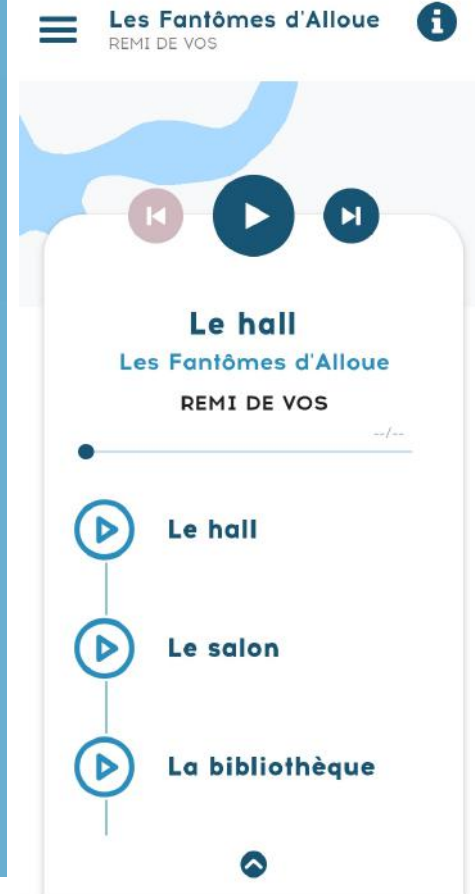 Les Fantômes d'Alloue
REMI DE VOS
Le hall
Les Fantômes d'Alloue
REMI DE VOS
--/--
Le hall
Le salon
La bibliothèque